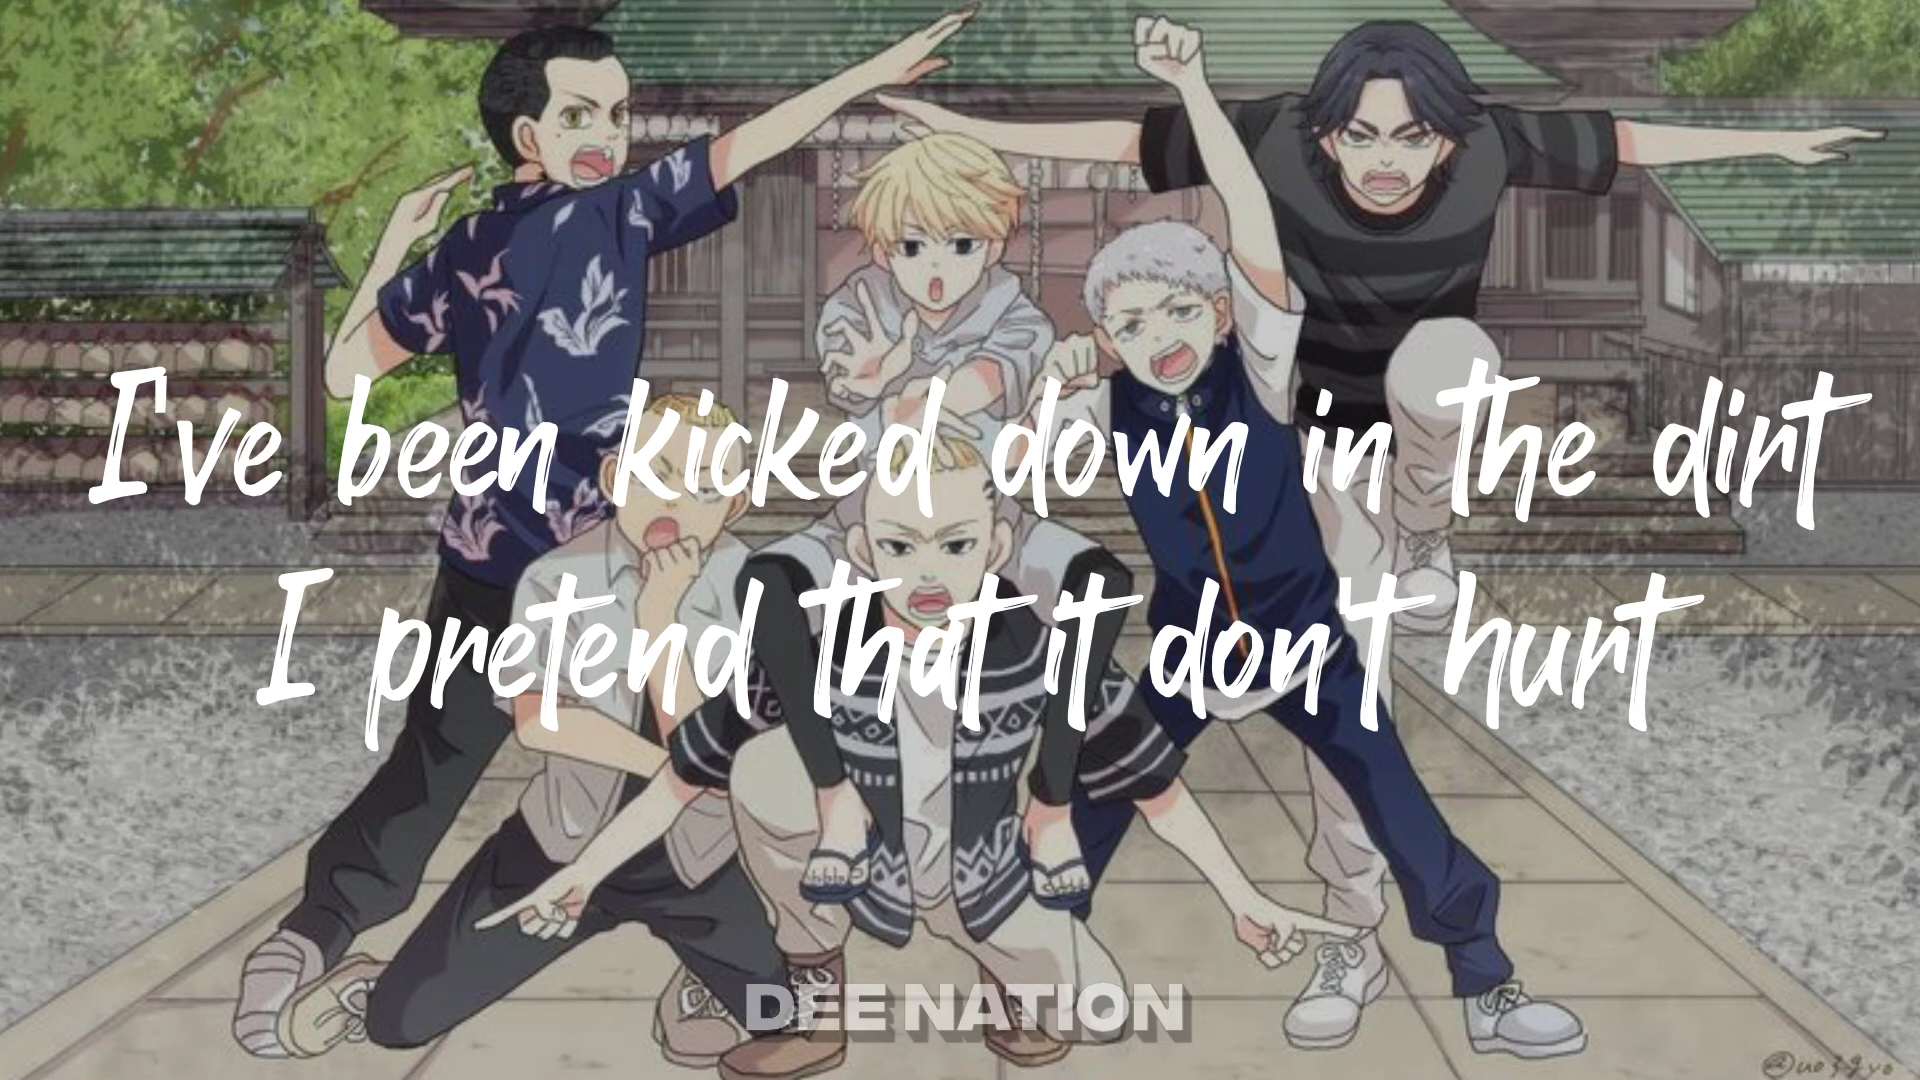 I've been kicked down in the dirt
I pretend that it don't hurt
DEE NATION